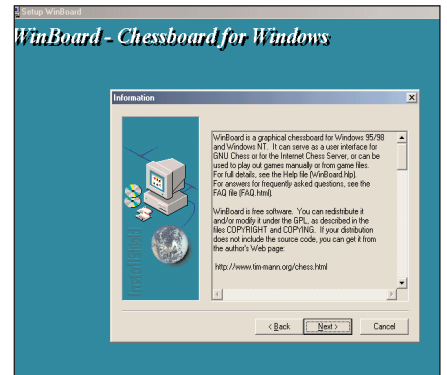 Setup WinBoard
WinBoard - Chessboard for Windows
Information
WinBoard is a graphical chessboard for Windows 95/98
and Windows NT.  It can serve as a user interface for
GNU Chess or for the Internet Chess Server, or can be
used to play out games manually or from game files.
For full details, see the Help file (WinBoard.hlp).
For answers for frequently asked questions, see the
FAQ file (FAQ.html).
WinBoard is free software.  You can redistribute it
and/or modify it under the GPL, as described in the
files COPYRIGHT and COPYING.  If your distribution
does not include the source code, you can get it from
the author's Web page:
http://www.tim-mann.org/chess.html
< Back
Next >
Cancel